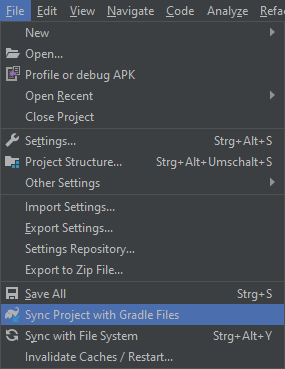 File Edit View Navigate Code Analyze Refa
New
Open...
Profile or debug APK
Open Recent
Close Project
Settings... Strg+Alt+S
Project Structure... Strg+Alt+Umschalt+S
Other Settings
Import Settings...
Export Settings...
Settings Repository...
Export to Zip File...
Save All Strg+S
Sync Project with Gradle Files
Sync with File System Strg+Alt+Y
Invalidate Caches / Restart...